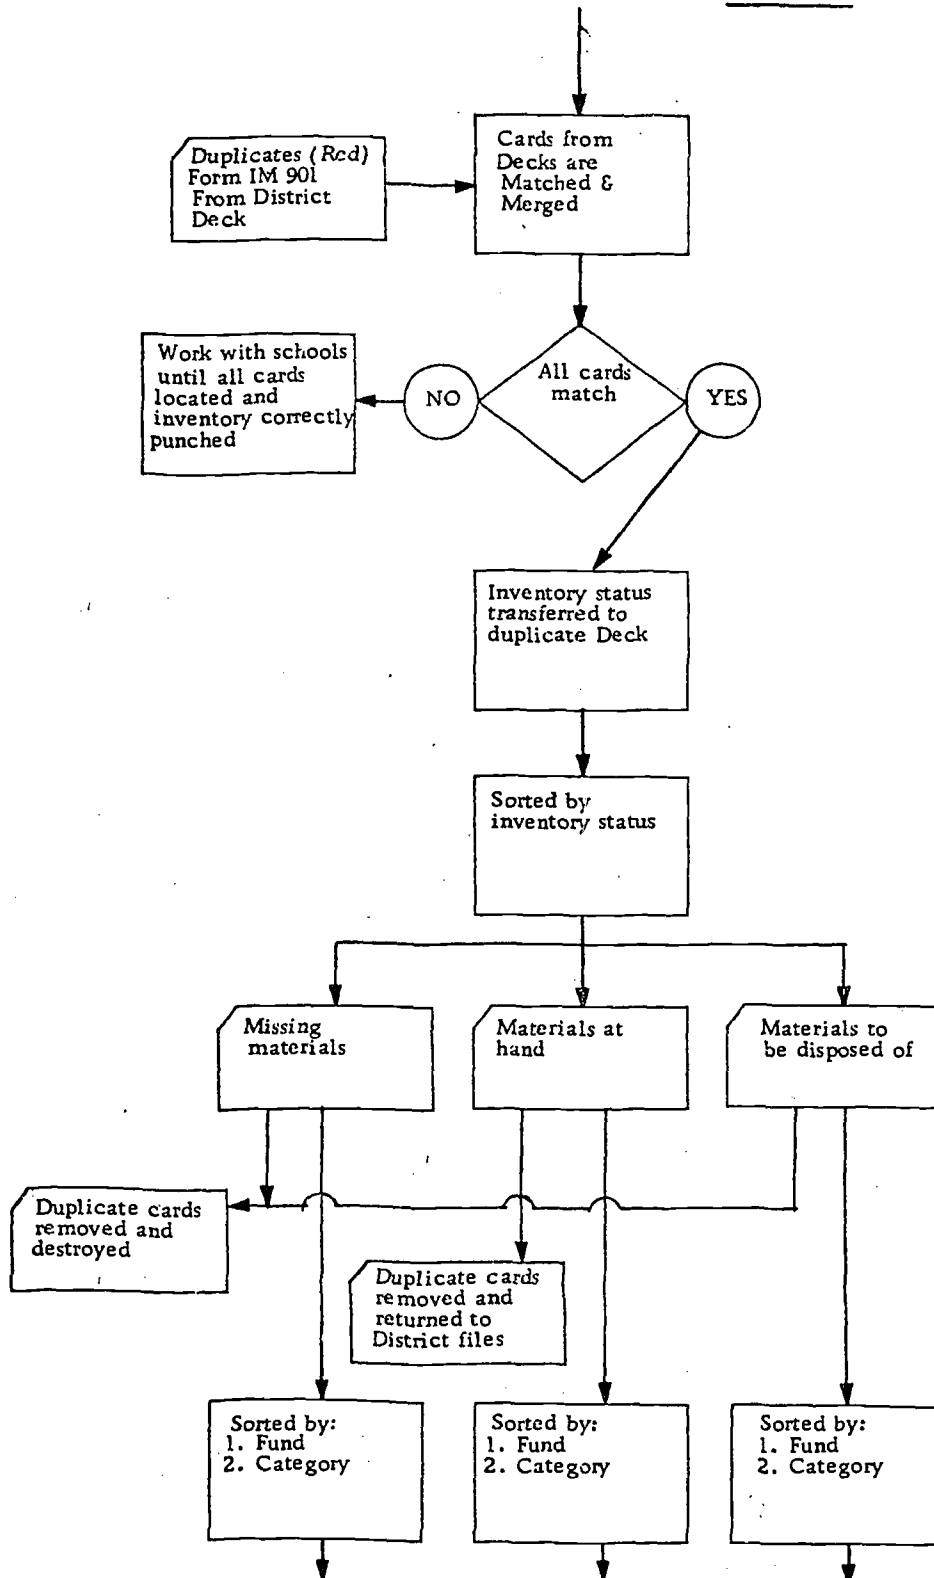 Duplicates (Red)
Form IM 901
From District
Deck
Cards from
Decks are
Matched &
Merged
Work with schools
until all cards
located and
inventory correctly
punched
NO
All cards
match
YES
Inventory status
transferred to
duplicate Deck
Sorted by
inventory status
Missing
materials
Materials at
hand
Materials to
be disposed of
Duplicate cards
removed and
destroyed
Duplicate cards
removed and
returned to
District files
Sorted by:
1. Fund
2. Category
Sorted by:
1. Fund
2. Category
Sorted by:
1. Fund
2. Category